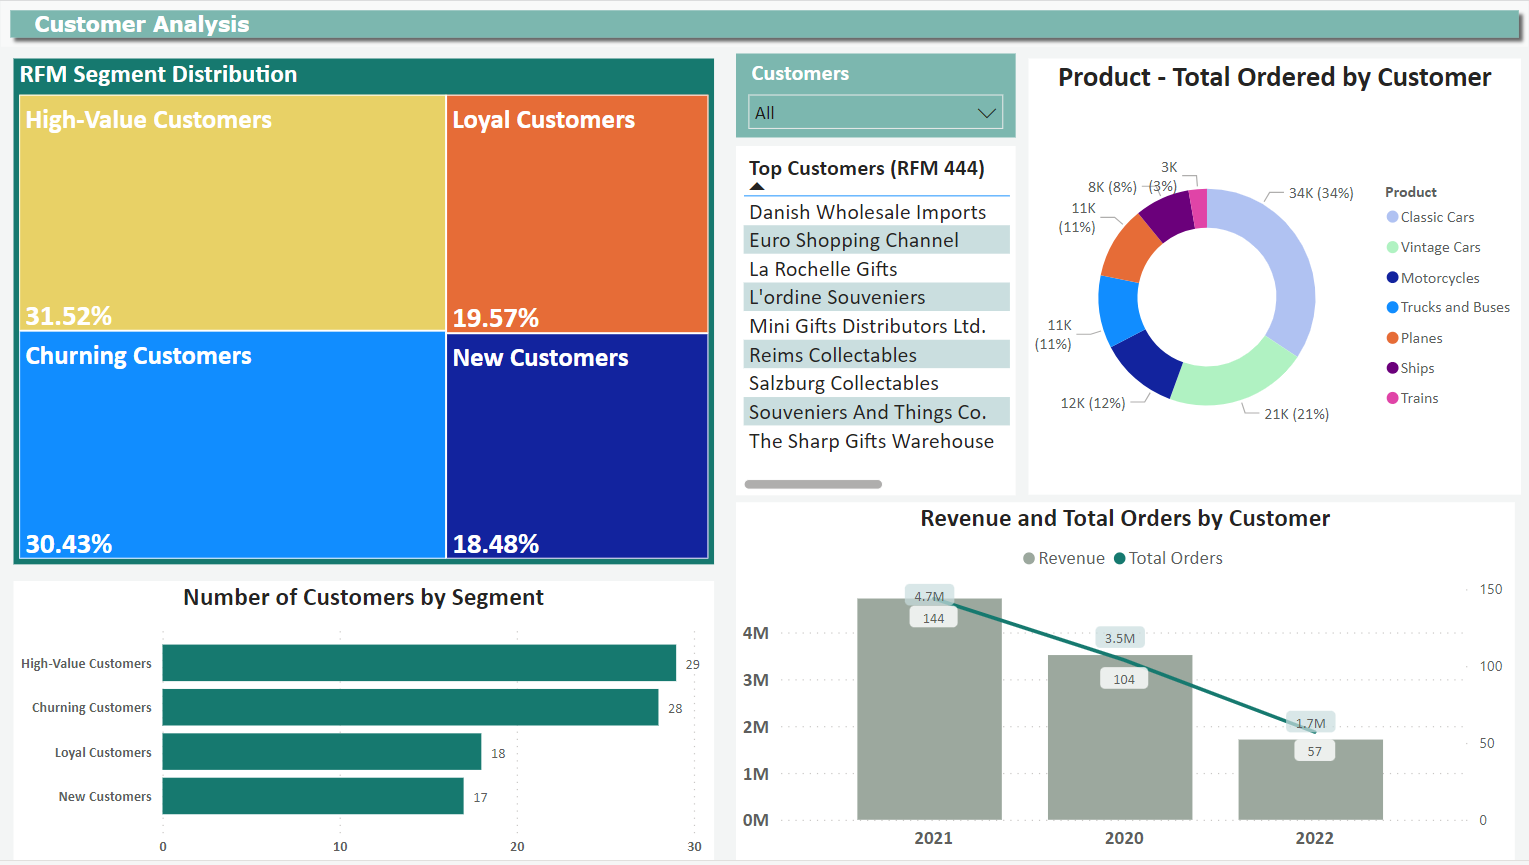 Customer Analysis
RFM Segment Distribution
High-Value Customers
31.52%
Loyal Customers
19.57%
Churning Customers
30.43%
New Customers
18.48%
Customers
All
Top Customers (RFM 444)
Danish Wholesale Imports
Euro Shopping Channel
La Rochelle Gifts
L'ordine Souveniers
Mini Gifts Distributors Ltd.
Reims Collectables
Salzburg Collectables
Souveniers And Things Co.
The Sharp Gifts Warehouse
Product - Total Ordered by Customer
3K
(3%)
8K (8%)
11K
(11%)
11K
(11%)
12K (12%)
21K (21%)
34K (34%)
Product
Classic Cars
Vintage Cars
Motorcycles
Trucks and Buses
Planes
Ships
Trains
Number of Customers by Segment
High-Value Customers
29
Churning Customers
28
Loyal Customers
18
New Customers
17
0
10
20
30
Revenue and Total Orders by Customer
Revenue
Total Orders
4M
3M
2M
1M
0M
4.7M
144
3.5M
104
1.7M
57
150
100
50
0
2021
2020
2022